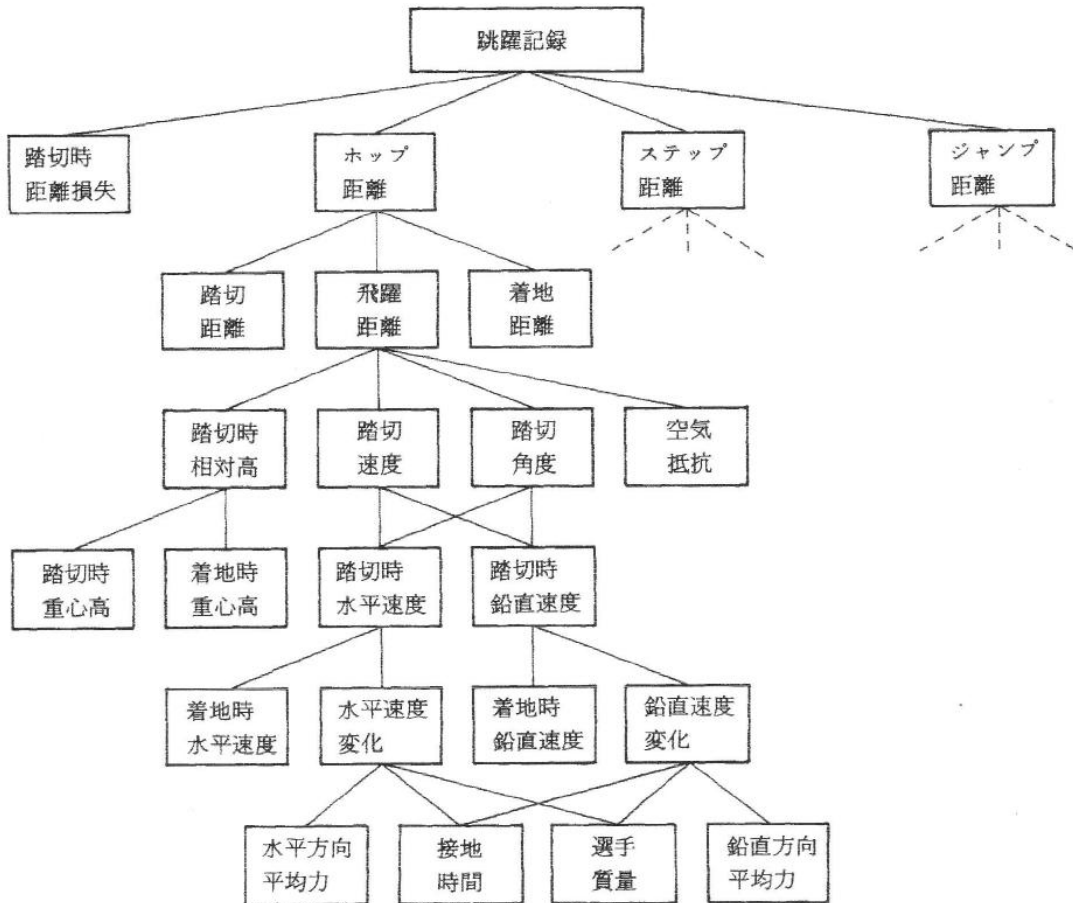 跳躍記録
踏切時
距離損失
ホップ
距離
ステップ
距離
ジャンプ
距離
踏切
距離
飛躍
距離
着地
距離
踏切時
相対高
踏切
速度
踏切
角度
空気
抵抗
踏切時
重心高
着地時
重心高
踏切時
水平速度
踏切時
鉛直速度
着地時
水平速度
水平速度
変化
着地時
鉛直速度
鉛直速度
変化
水平方向
平均力
接地
時間
選手
質量
鉛直方向
平均力